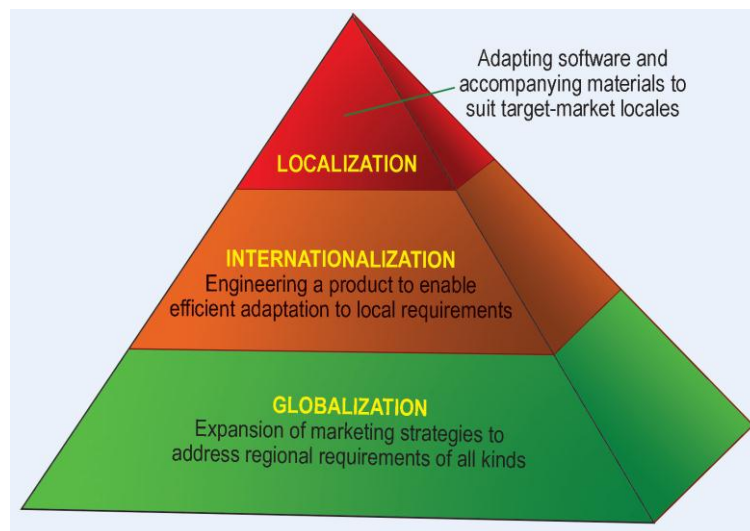 Adapting software and
accompanying materials to
suit target-market locales
LOCALIZATION
INTERNATIONALIZATION
Engineering a product to enable
efficient adaptation to local requirements
GLOBALIZATION
Expansion of marketing strategies to
address regional requirements of all kinds